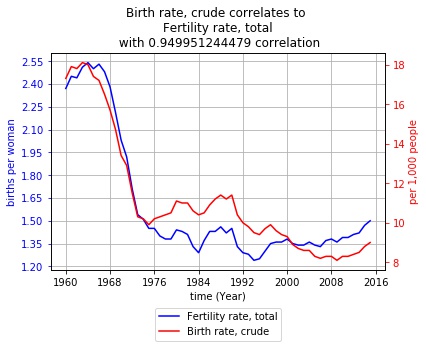 Birth rate, crude correlates to
Fertility rate, total
with 0.949951244479 correlation
births per woman
2.55
2.40
2.25
2.10
1.95
1.80
1.65
1.50
1.35
1.20
18
16
14
12
10
8
per 1,000 people
1960 1968 1976 1984 1992 2000 2008 2016
time (Year)
Fertility rate, total
Birth rate, crude